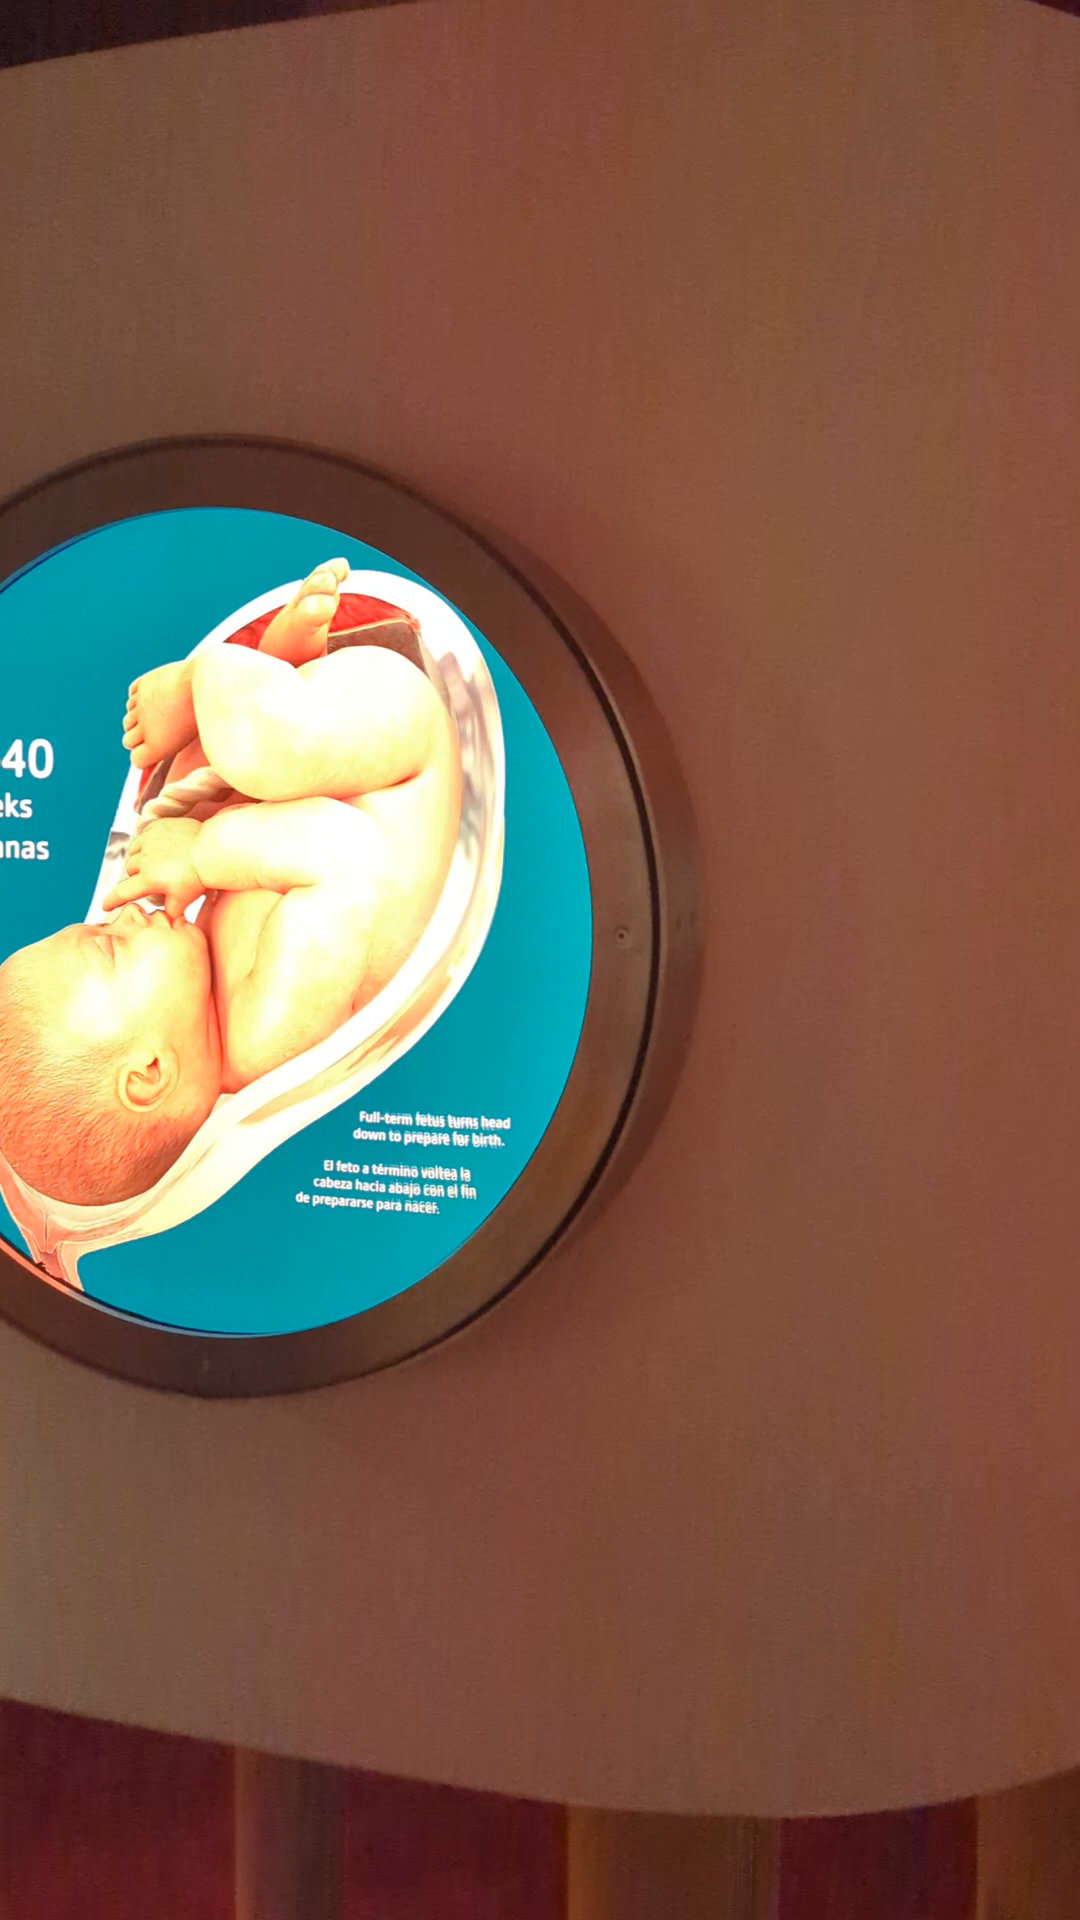 -40
eks
anas
Full-term fetus turns head
down to prepare for birth.
El feto a término voltea la
cabeza hacia abajo con el fin
de prepararse para nacer.